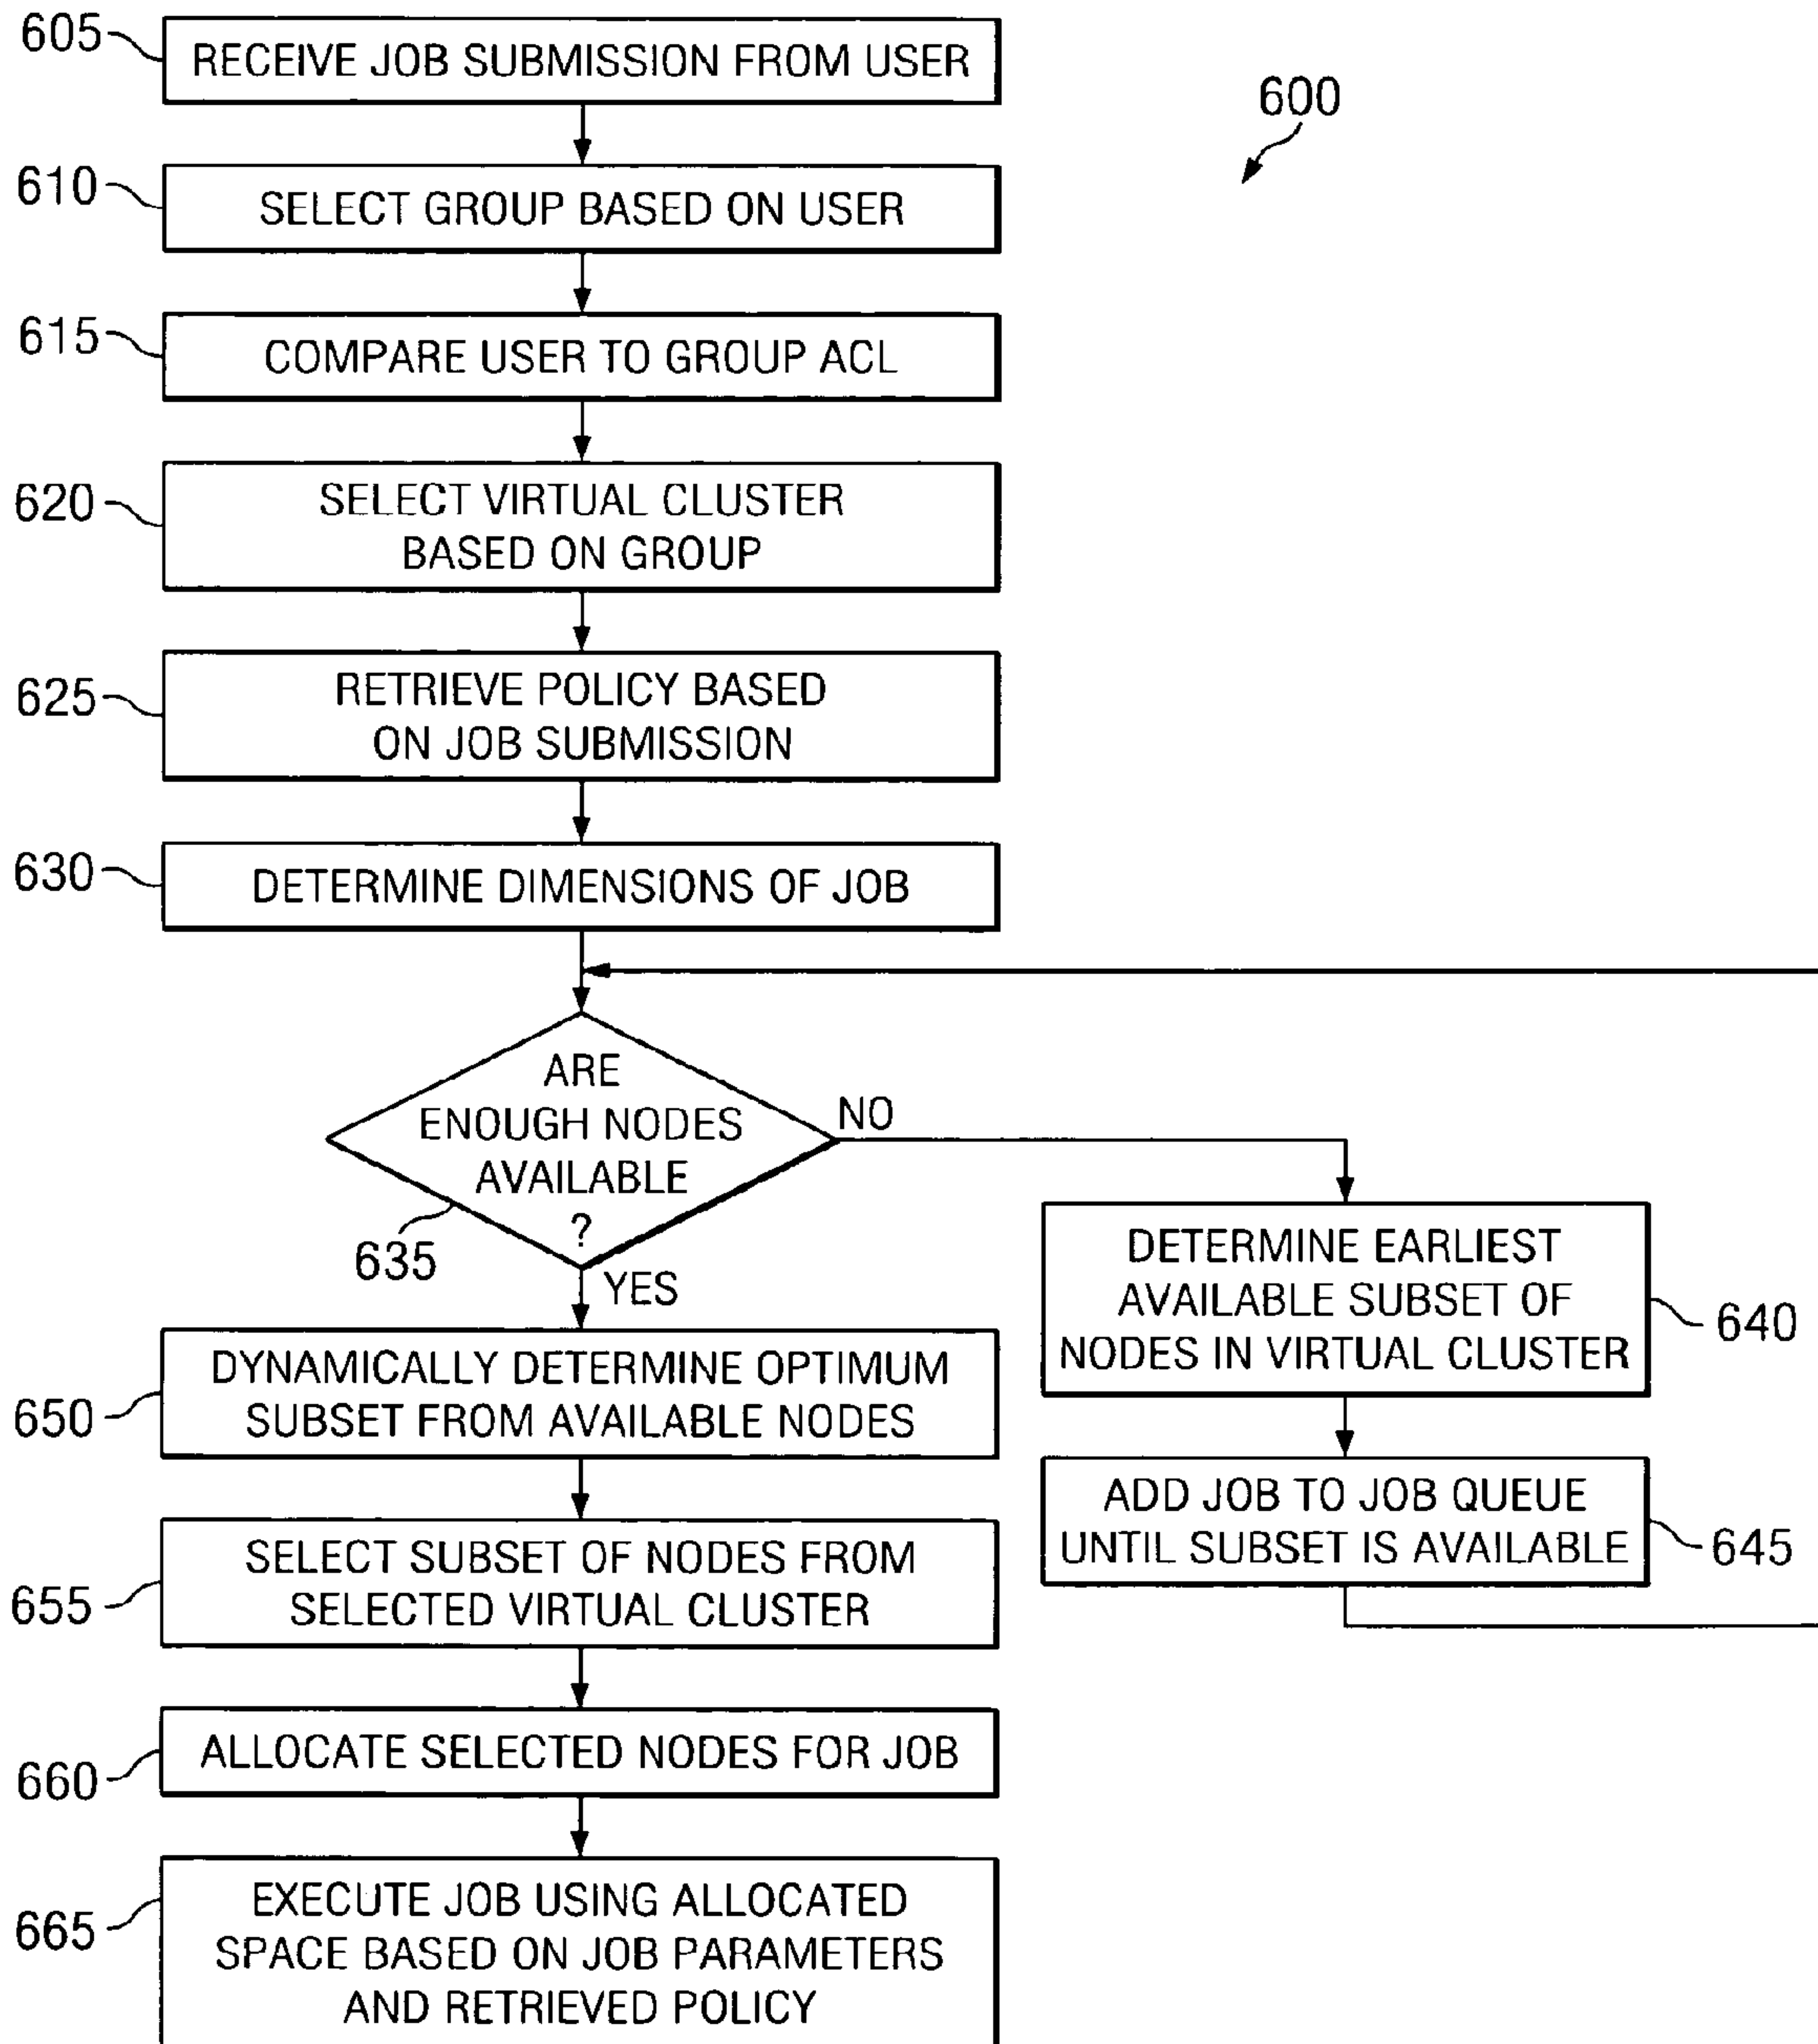 605
RECEIVE JOB SUBMISSION FROM USER
600
610
SELECT GROUP BASED ON USER
615
COMPARE USER TO GROUP ACL
620
SELECT VIRTUAL CLUSTER
BASED ON GROUP
625
RETRIEVE POLICY BASED
ON JOB SUBMISSION
630
DETERMINE DIMENSIONS OF JOB
ARE
ENOUGH NODES
AVAILABLE
?
635
NO
YES
DETERMINE EARLIEST
AVAILABLE SUBSET OF
NODES IN VIRTUAL CLUSTER
640
ADD JOB TO JOB QUEUE
UNTIL SUBSET IS AVAILABLE
645
650
DYNAMICALLY DETERMINE OPTIMUM
SUBSET FROM AVAILABLE NODES
655
SELECT SUBSET OF NODES FROM
SELECTED VIRTUAL CLUSTER
660
ALLOCATE SELECTED NODES FOR JOB
665
EXECUTE JOB USING ALLOCATED
SPACE BASED ON JOB PARAMETERS
AND RETRIEVED POLICY